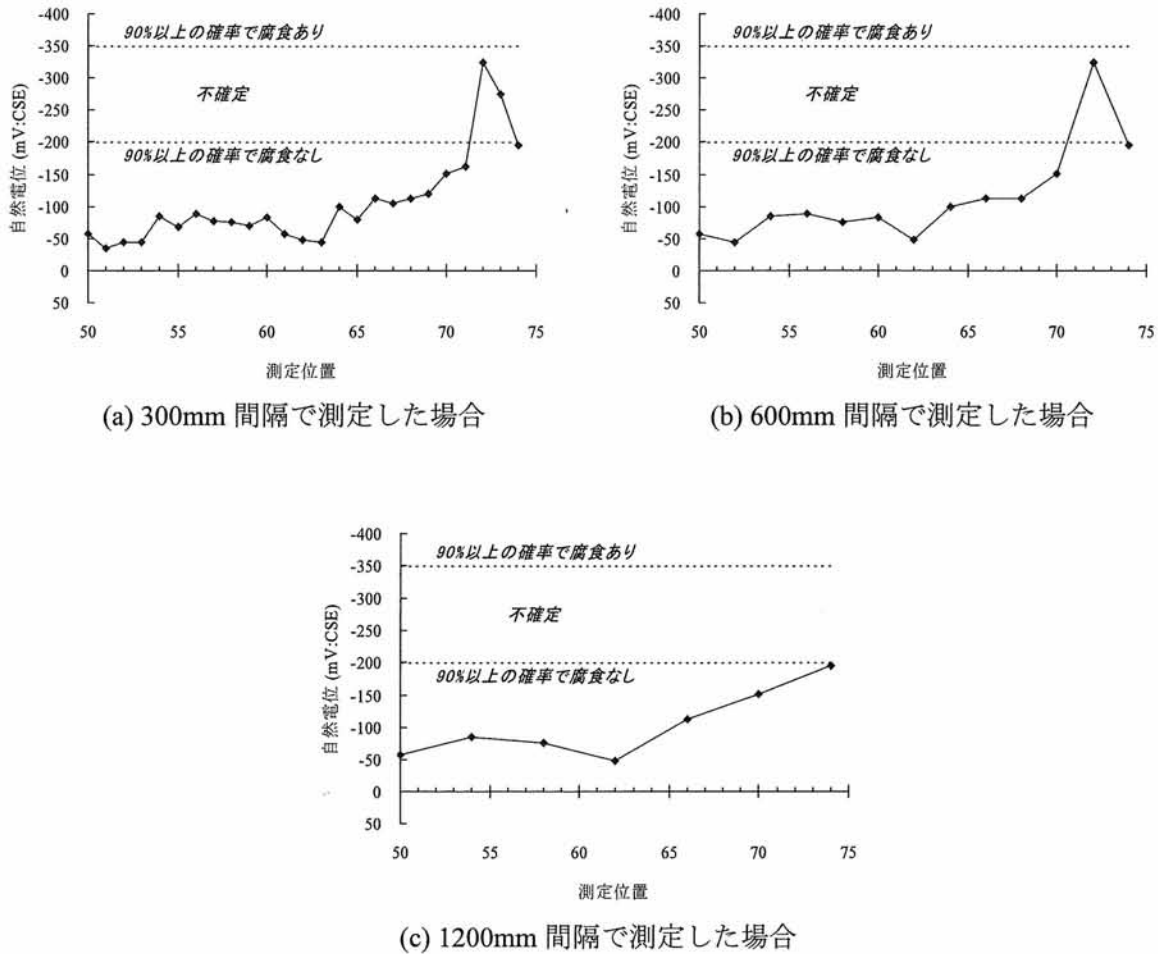 -400
90%以上の確率で腐食あり
-350
-300
不確定
-250
-200
90%以上の確率で腐食なし
-150
-100
-50
0
50
自然電位 (mV:CSE)
50 55 60 65 70 75
測定位置
(a) 300mm 間隔で測定した場合
-400
90%以上の確率で腐食あり
-350
-300
不確定
-250
-200
90%以上の確率で腐食なし
-150
-100
-50
0
50
自然電位 (mV:CSE)
50 55 60 65 70 75
測定位置
(b) 600mm 間隔で測定した場合
-400
90%以上の確率で腐食あり
-350
-300
不確定
-250
-200
90%以上の確率で腐食なし
-150
-100
-50
0
50
自然電位 (mV:CSE)
50 55 60 65 70 75
測定位置
(c) 1200mm 間隔で測定した場合